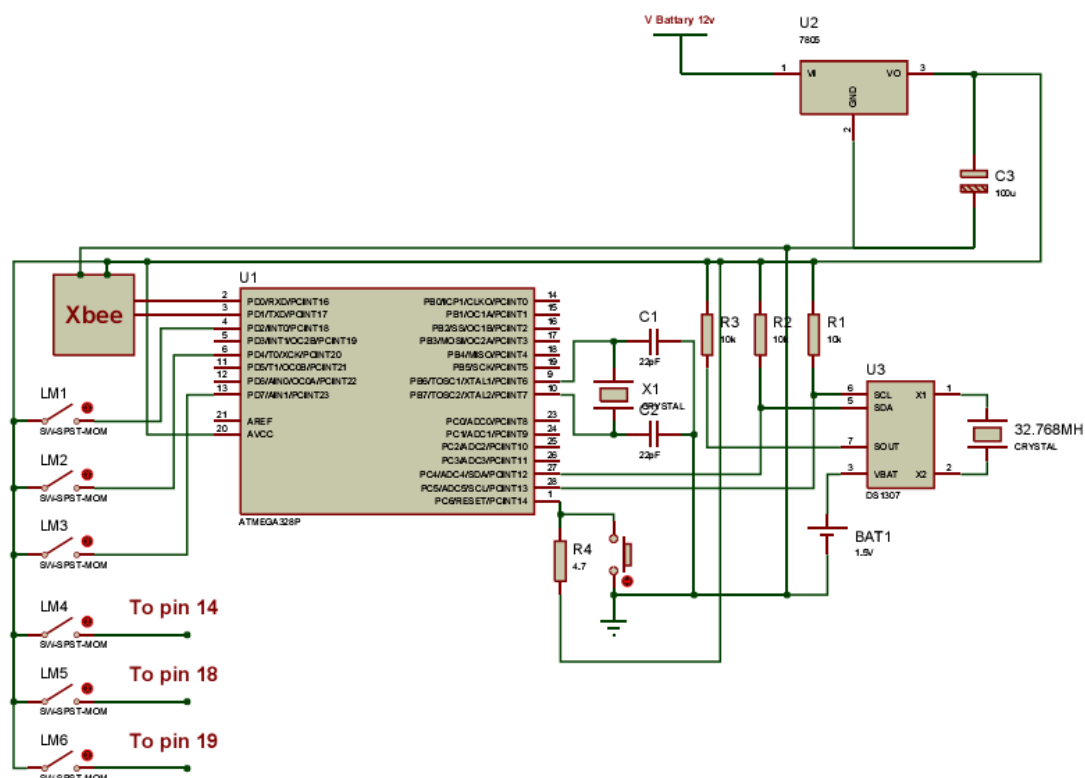 V Battary 12v
U2
7805
1
VI
VO
3
GND
2
C3
100u
Xbee
U1
2
PD0/RXD/PCINT16
3
PD1/TXD/PCINT17
4
PD2/INT0/PCINT18
5
PD3/INT1/OC2B/PCINT19
6
PD4/T0/XCK/PCINT20
11
PD5/T1/OC0B/PCINT21
12
PD6/AIN0/OC0A/PCINT22
13
PD7/AIN1/PCINT23
21
AREF
20
AVCC
PB0/ICP1/CLKO/PCINT0
14
PB1/OC1A/PCINT1
15
PB2/SS/OC1B/PCINT2
16
PB3/MOSI/OC2A/PCINT3
17
PB4/MISO/PCINT4
18
PB5/SCK/PCINT5
19
PB6/TOSC1/XTAL1/PCINT6
9
PB7/TOSC2/XTAL2/PCINT7
10
PC0/ADC0/PCINT8
23
PC1/ADC1/PCINT9
24
PC2/ADC2/PCINT10
25
PC3/ADC3/PCINT11
26
PC4/ADC4/SDA/PCINT12
27
PC5/ADC5/SCL/PCINT13
28
PC6/RESET/PCINT14
1
ATMEGA328P
C1
22pF
X1
CRYSTAL
C2
22pF
R3
10k
R2
10k
R1
10k
U3
6
SCL
5
SDA
7
SOUT
3
VBAT
X1
1
X2
2
DS1307
32.768MH
CRYSTAL
BAT1
1.5V
R4
4.7
LM1
SW-SPST-MOM
LM2
SW-SPST-MOM
LM3
SW-SPST-MOM
LM4
To pin 14
SW-SPST-MOM
LM5
To pin 18
SW-SPST-MOM
LM6
To pin 19
SW-SPST-MOM